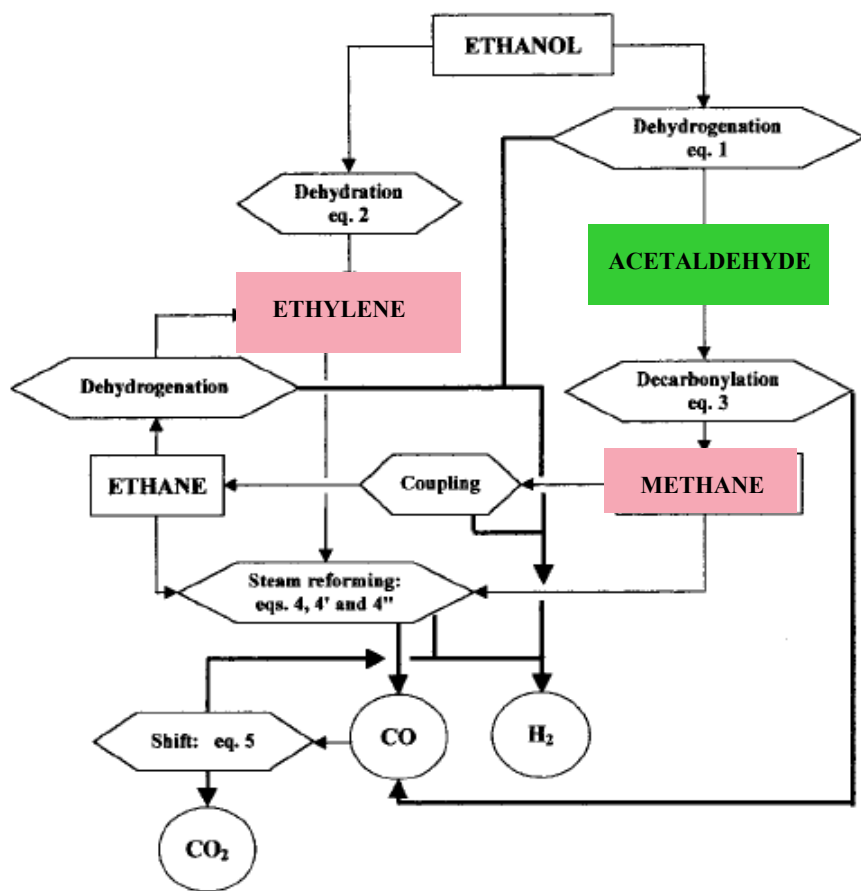 ETHANOL
Dehydrogenation
eq. 1
Dehydration
eq. 2
ACETALDEHYDE
ETHYLENE
Dehydrogenation
Decarbonylation
eq. 3
ETHANE
Coupling
METHANE
Steam reforming:
eqs. 4, 4' and 4"
Shift: eq. 5
CO
H₂
CO₂